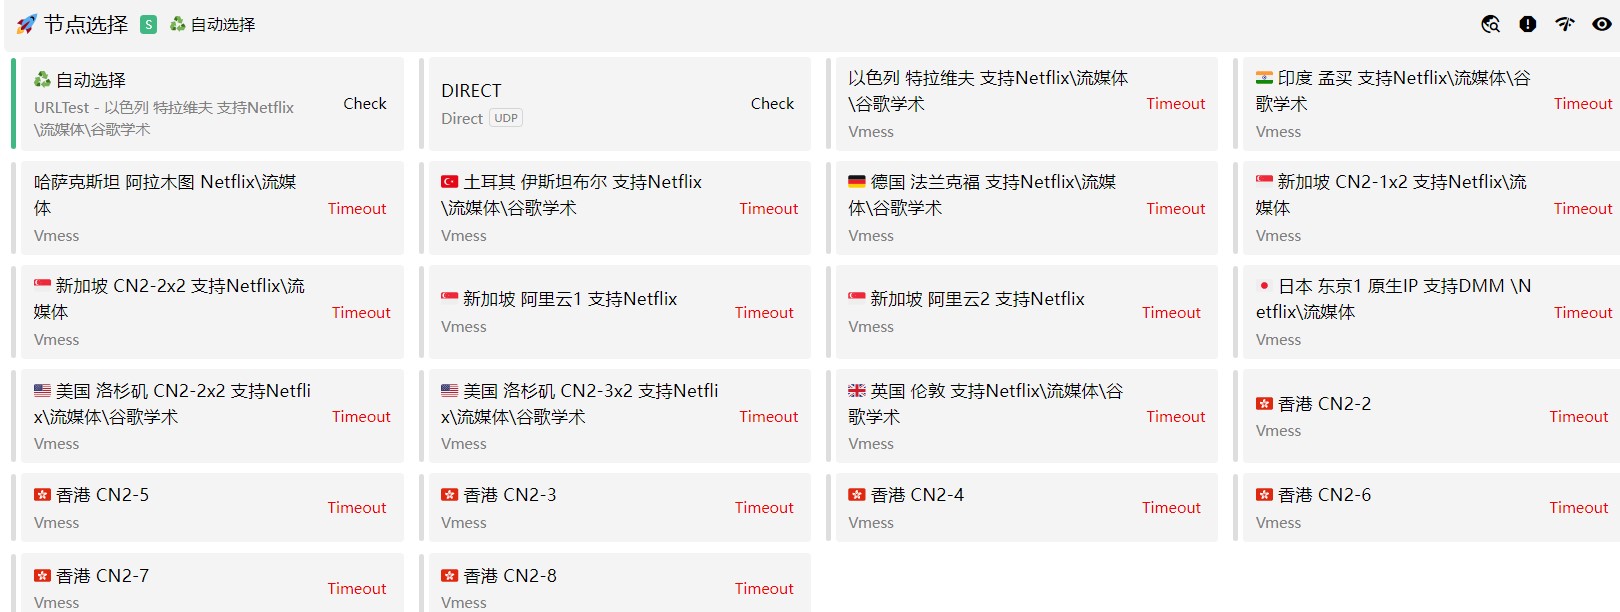 节点选择 S 自动选择
自动选择
URLTest - 以色列 特拉维夫 支持Netflix
\流媒体\谷歌学术
Check
DIRECT
Direct UDP
Check
以色列 特拉维夫 支持Netflix\流媒体
\谷歌学术
Vmess
Timeout
印度 孟买 支持Netflix\流媒体\谷
歌学术
Vmess
Timeout
哈萨克斯坦 阿拉木图 Netflix\流媒
体
Vmess
Timeout
土耳其 伊斯坦布尔 支持Netflix
\流媒体\谷歌学术
Vmess
Timeout
德国 法兰克福 支持Netflix\流媒
体\谷歌学术
Vmess
Timeout
新加坡 CN2-1x2 支持Netflix\流
媒体
Vmess
Timeout
新加坡 CN2-2x2 支持Netflix\流
媒体
Vmess
Timeout
新加坡 阿里云1 支持Netflix
Vmess
Timeout
新加坡 阿里云2 支持Netflix
Vmess
Timeout
日本 东京1 原生IP 支持DMM \N
etflix\流媒体
Vmess
Timeout
美国 洛杉矶 CN2-2x2 支持Netfli
x\流媒体\谷歌学术
Vmess
Timeout
美国 洛杉矶 CN2-3x2 支持Netfli
x\流媒体\谷歌学术
Vmess
Timeout
英国 伦敦 支持Netflix\流媒体\谷
歌学术
Vmess
Timeout
香港 CN2-2
Vmess
Timeout
香港 CN2-5
Vmess
Timeout
香港 CN2-3
Vmess
Timeout
香港 CN2-4
Vmess
Timeout
香港 CN2-6
Vmess
Timeout
香港 CN2-7
Vmess
Timeout
香港 CN2-8
Vmess
Timeout